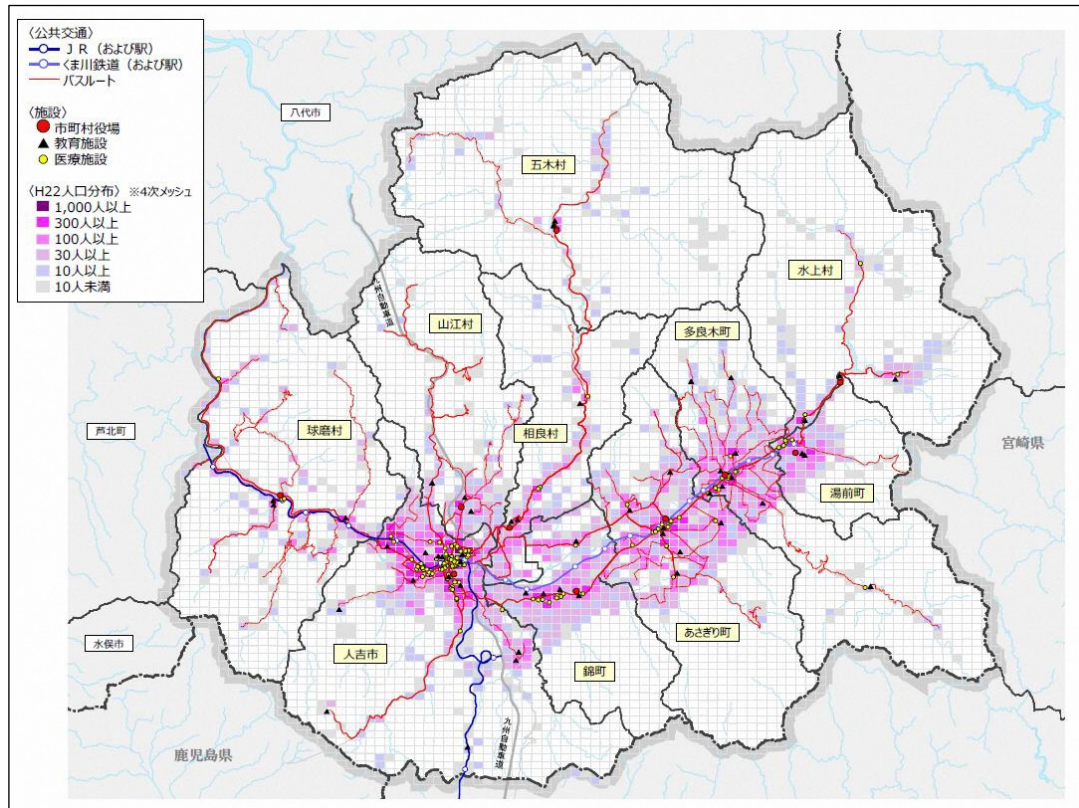 〈公共交通〉
JR（および駅）
くま川鉄道（および駅）
バスルート
〈施設〉
市町村役場
教育施設
医療施設
〈H22人口分布〉 ※4次メッシュ
1,000人以上
300人以上
100人以上
30人以上
10人以上
10人未満
八代市
五木村
水上村
九州自動車道
山江村
多良木町
芦北町
球磨村
相良村
宮崎県
湯前町
水俣市
人吉市
あさぎり町
錦町
九州自動車道
鹿児島県